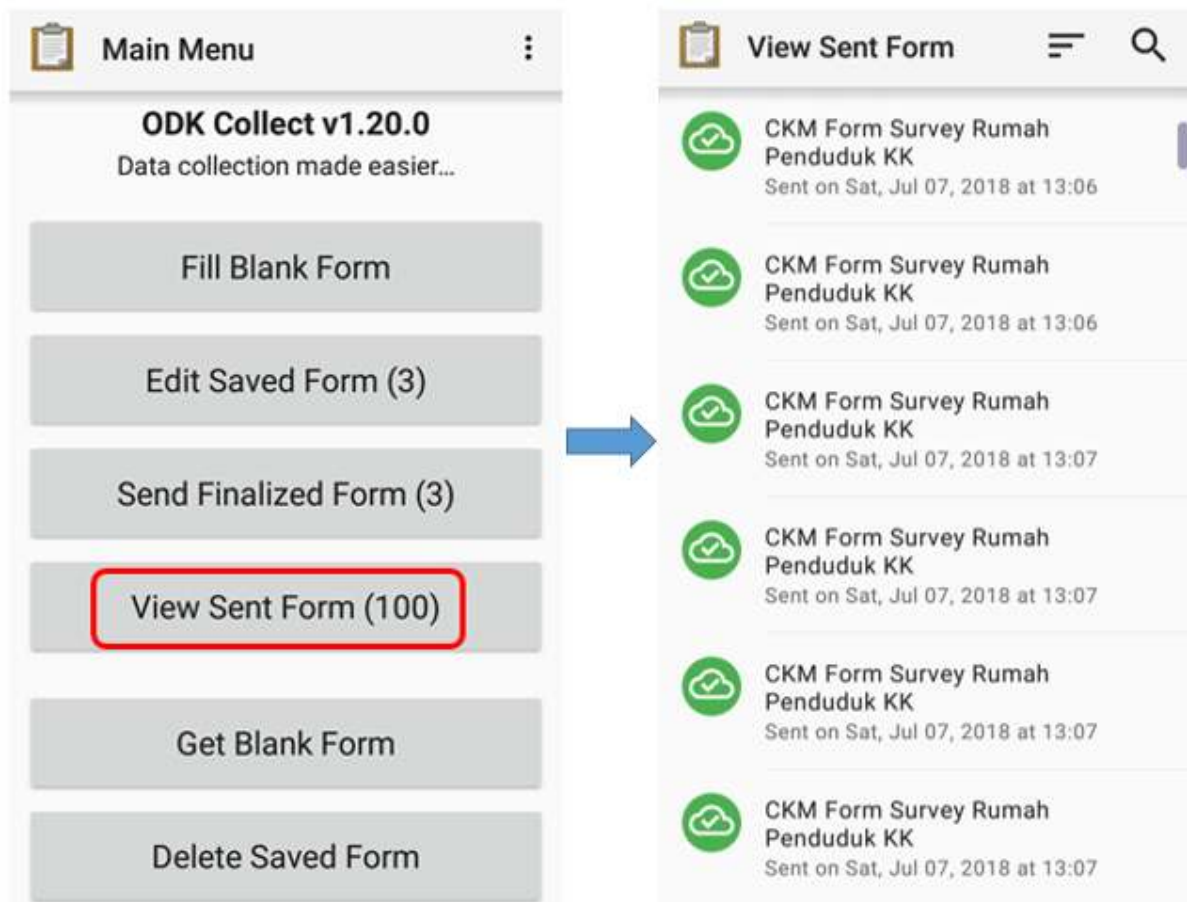 Main Menu
ODK Collect v1.20.0
Data collection made easier...
Fill Blank Form
Edit Saved Form (3)
Send Finalized Form (3)
View Sent Form (100)
Get Blank Form
Delete Saved Form
View Sent Form
CKM Form Survey Rumah
Penduduk KK
Sent on Sat, Jul 07, 2018 at 13:06
CKM Form Survey Rumah
Penduduk KK
Sent on Sat, Jul 07, 2018 at 13:06
CKM Form Survey Rumah
Penduduk KK
Sent on Sat, Jul 07, 2018 at 13:07
CKM Form Survey Rumah
Penduduk KK
Sent on Sat, Jul 07, 2018 at 13:07
CKM Form Survey Rumah
Penduduk KK
Sent on Sat, Jul 07, 2018 at 13:07
CKM Form Survey Rumah
Penduduk KK
Sent on Sat, Jul 07, 2018 at 13:07